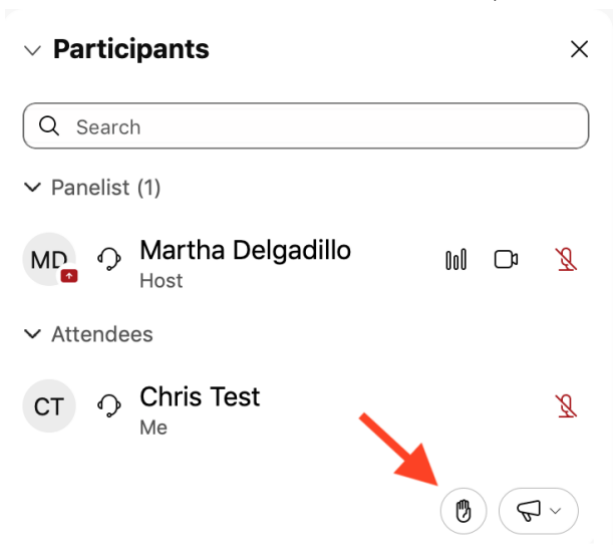 Participants
Search
Panelist (1)
MD
Martha Delgadillo
Host
Attendees
CT
Chris Test
Me